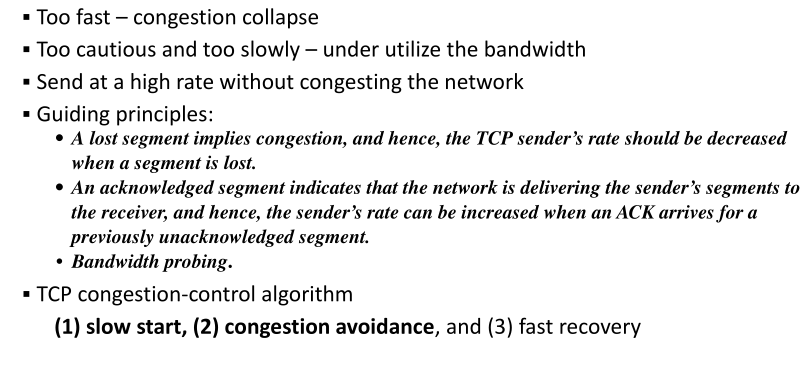 ▪ Too fast – congestion collapse
▪ Too cautious and too slowly – under utilize the bandwidth
▪ Send at a high rate without congesting the network
▪ Guiding principles:
• A lost segment implies congestion, and hence, the TCP sender’s rate should be decreased
when a segment is lost.
• An acknowledged segment indicates that the network is delivering the sender’s segments to
the receiver, and hence, the sender’s rate can be increased when an ACK arrives for a
previously unacknowledged segment.
• Bandwidth probing.
▪ TCP congestion-control algorithm
(1) slow start, (2) congestion avoidance, and (3) fast recovery